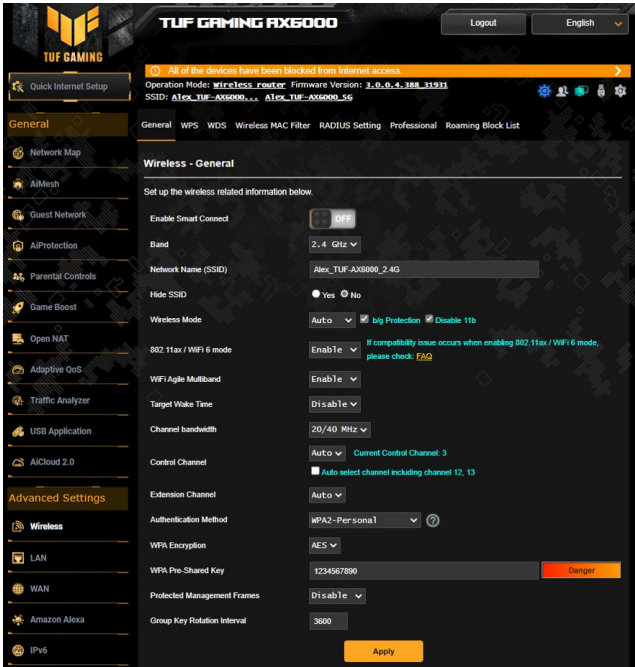 TUF GAMING AX6000
Logout
English
TUF GAMING
All of the devices have been blocked from Internet access.
Quick Internet Setup
Operation Mode: Wireless router Firmware Version: 3.0.0.4.388_31931
SSID: Alex_TUF-AX6000... Alex_TUF-AX6000_5G
General
General WPS WDS Wireless MAC Filter RADIUS Setting Professional Roaming Block List
Network Map
AiMesh
Guest Network
AiProtection
Parental Controls
Game Boost
Open NAT
Adaptive QoS
Traffic Analyzer
USB Application
AiCloud 2.0
Advanced Settings
Wireless
LAN
WAN
Amazon Alexa
IPv6
Wireless - General
Set up the wireless related information below.
Enable Smart Connect OFF
Band 2.4 GHz
Network Name (SSID) Alex_TUF-AX6000_2.4G
Hide SSID Yes No
Wireless Mode Auto b/g Protection Disable 11b
802.11ax / WiFi 6 mode Enable If compatibility issue occurs when enabling 802.11ax / WiFi 6 mode,
please check: FAQ
WiFi Agile Multiband Enable
Target Wake Time Disable
Channel bandwidth 20/40 MHz
Control Channel Auto Current Control Channel: 3
Auto select channel including channel 12, 13
Extension Channel Auto
Authentication Method WPA2-Personal ?
WPA Encryption AES
WPA Pre-Shared Key 1234567890 Danger
Protected Management Frames Disable
Group Key Rotation Interval 3600
Apply